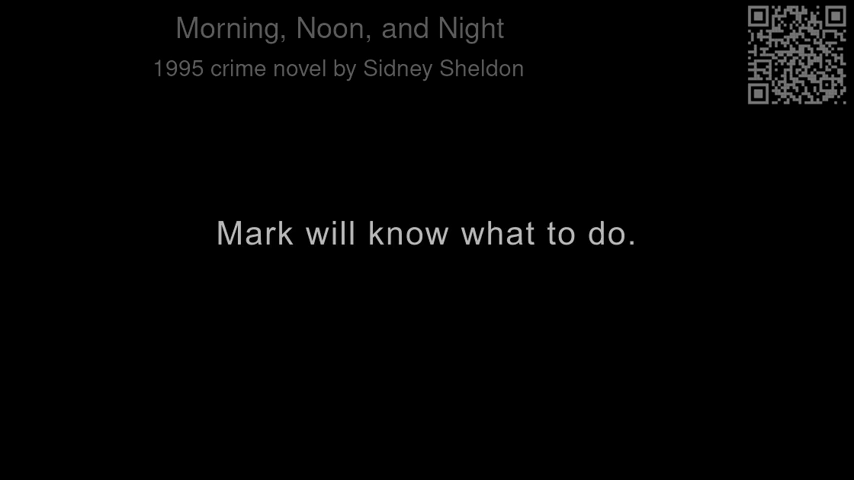 Morning, Noon, and Night
1995 crime novel by Sidney Sheldon
Mark will know what to do.